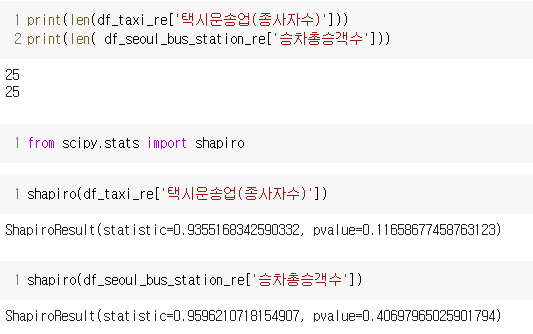 1 print(len(df_taxi_re['택시운송업(종사자수)']))
2 print(len( df_seoul_bus_station_re['승차총승객수']))
25
25
1 from scipy.stats import shapiro
1 shapiro(df_taxi_re['택시운송업(종사자수)'])
ShapiroResult(statistic=0.9355168342590332, pvalue=0.11658677458763123)
1 shapiro(df_seoul_bus_station_re['승차총승객수'])
ShapiroResult(statistic=0.9596210718154907, pvalue=0.40697965025901794)